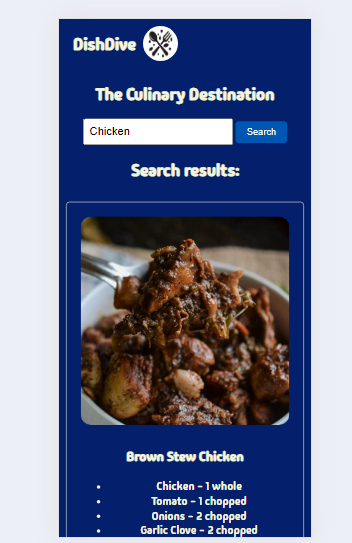 DishDive
The Culinary Destination
Chicken
Search
Search results:
Brown Stew Chicken
• Chicken - 1 whole
• Tomato - 1 chopped
• Onions - 2 chopped
• Garlic Clove - 2 chopped